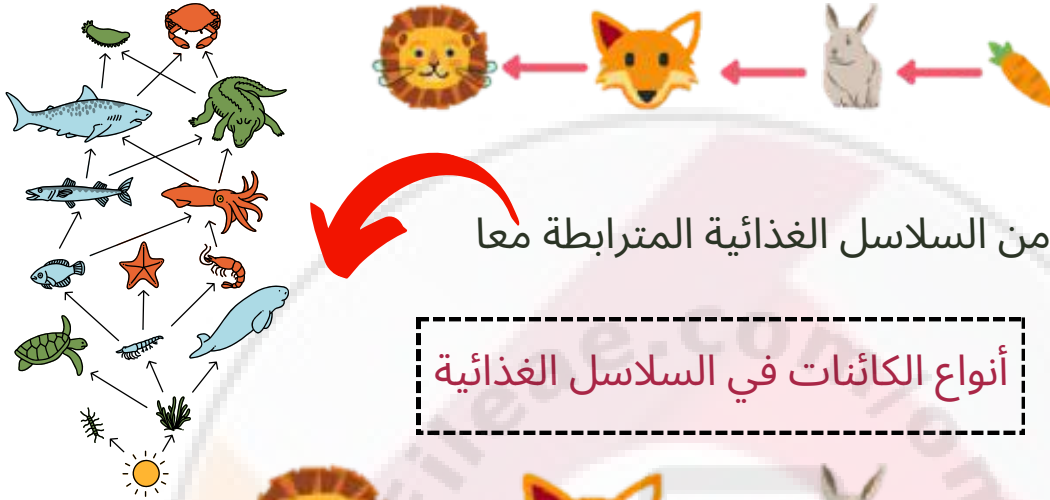 من السلاسل الغذائية المترابطة معا
أنواع الكائنات في السلاسل الغذائية